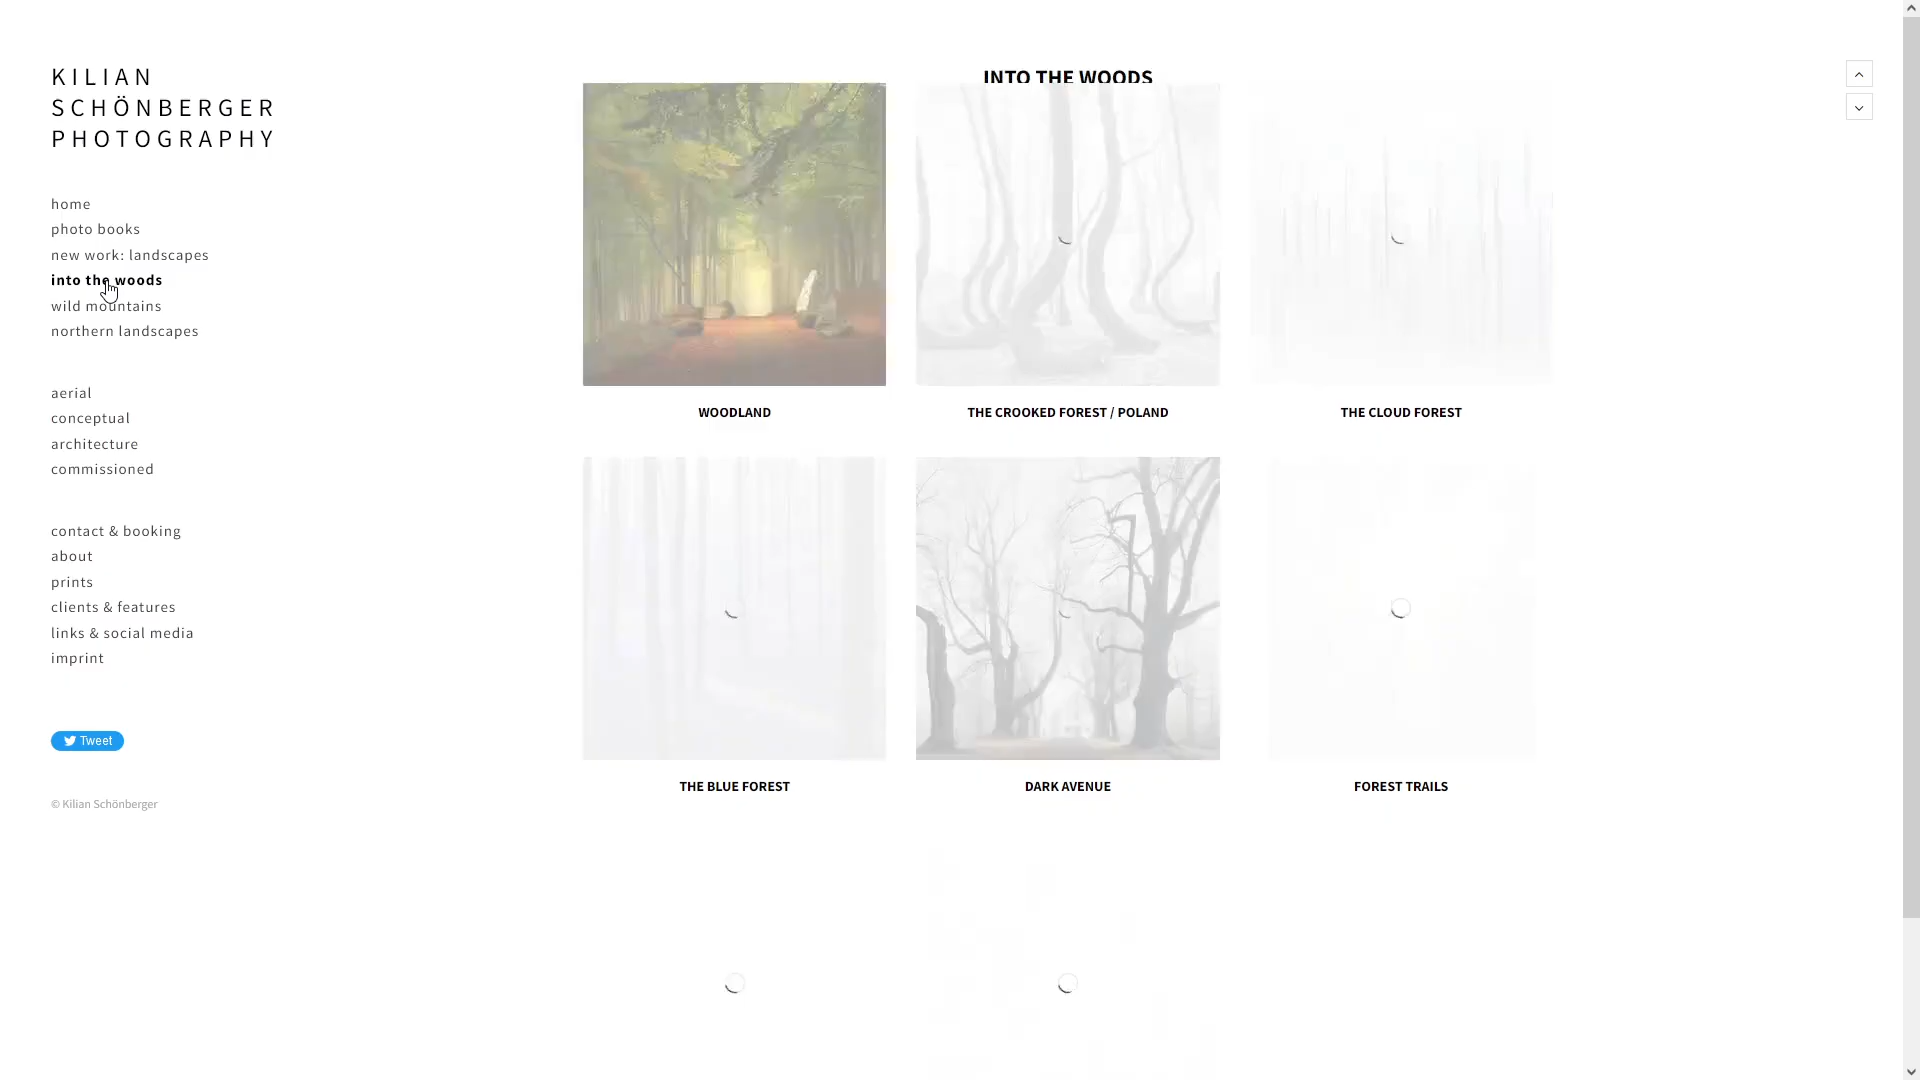 KILIAN
SCHÖNBERGER
PHOTOGRAPHY
home
photo books
new work: landscapes
into the woods
wild mountains
northern landscapes
aerial
conceptual
architecture
commissioned
contact & booking
about
prints
clients & features
links & social media
imprint
Tweet
© Kilian Schönberger
INTO THE WOODS
WOODLAND
THE CROOKED FOREST / POLAND
THE CLOUD FOREST
THE BLUE FOREST
DARK AVENUE
FOREST TRAILS